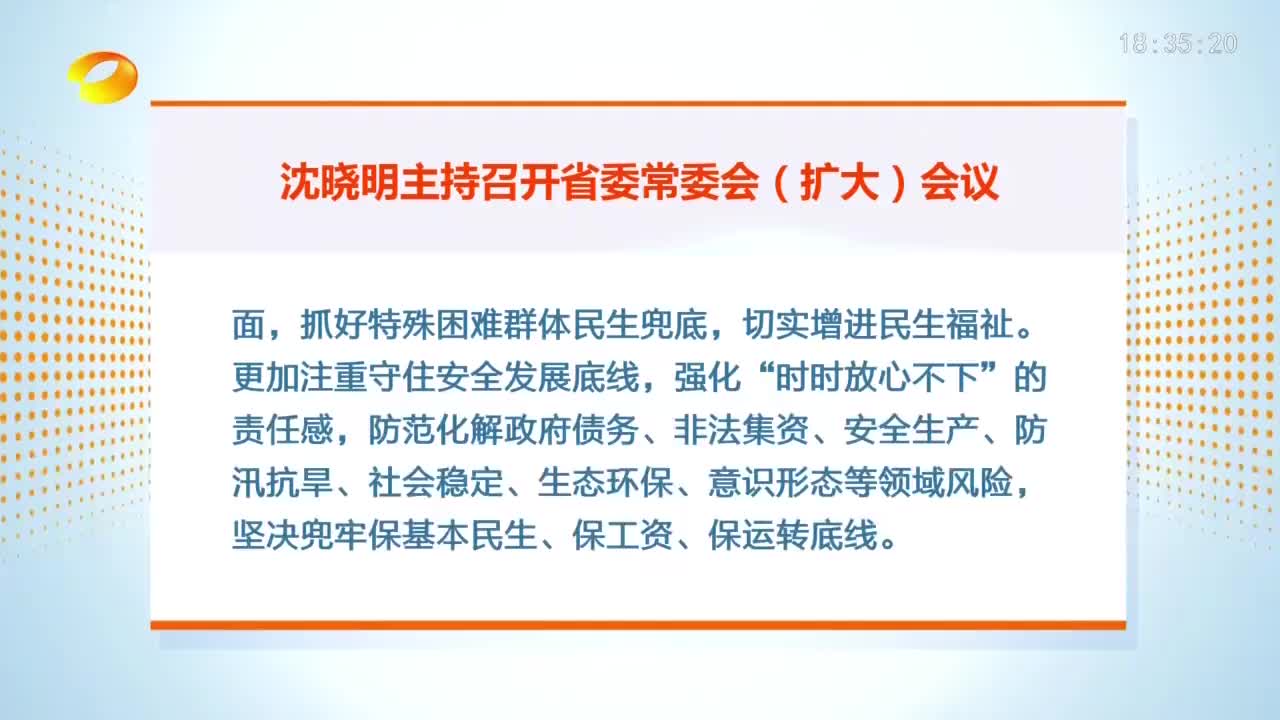 18:35:20
沈晓明主持召开省委常委会（扩大）会议
面，抓好特殊困难群体民生兜底，切实增进民生福祉。
更加注重守住安全发展底线，强化“时时放心不下”的
责任感，防范化解政府债务、非法集资、安全生产、防
汛抗旱、社会稳定、生态环保、意识形态等领域风险，
坚决兜牢保基本民生、保工资、保运转底线。